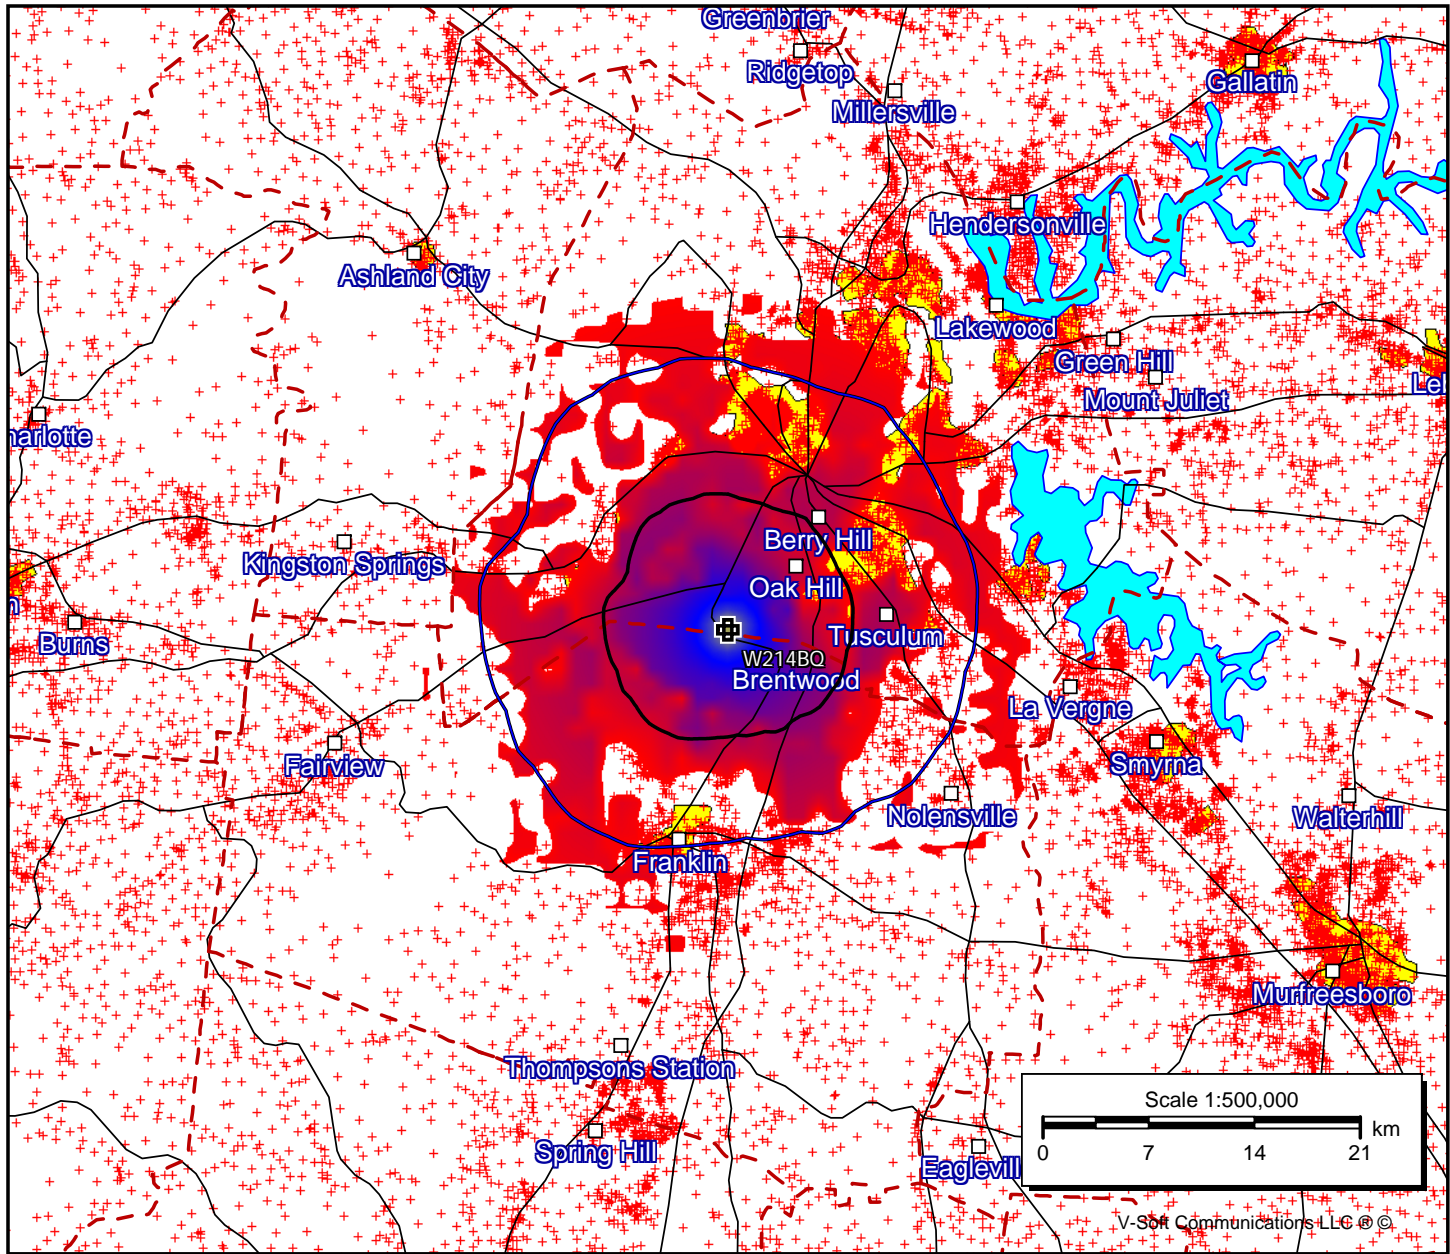 Greenbrier
Ridgetop
Gallatin
Millersville
Hendersonville
Ashland City
Lakewood
Green Hill
Mount Juliet
Le
harlotte
Berry Hill
Kingston Springs
Oak Hill
n
Burns
Tusculum
W214BQ
Brentwood
La Vergne
Fairview
Smyrna
Nolensville
Walterhill
Franklin
Murfreesboro
Thompsons Station
Scale 1:500,000
km
0 7 14 21
Spring Hill
Eaglevill
V-Soft Communications LLC ® ©